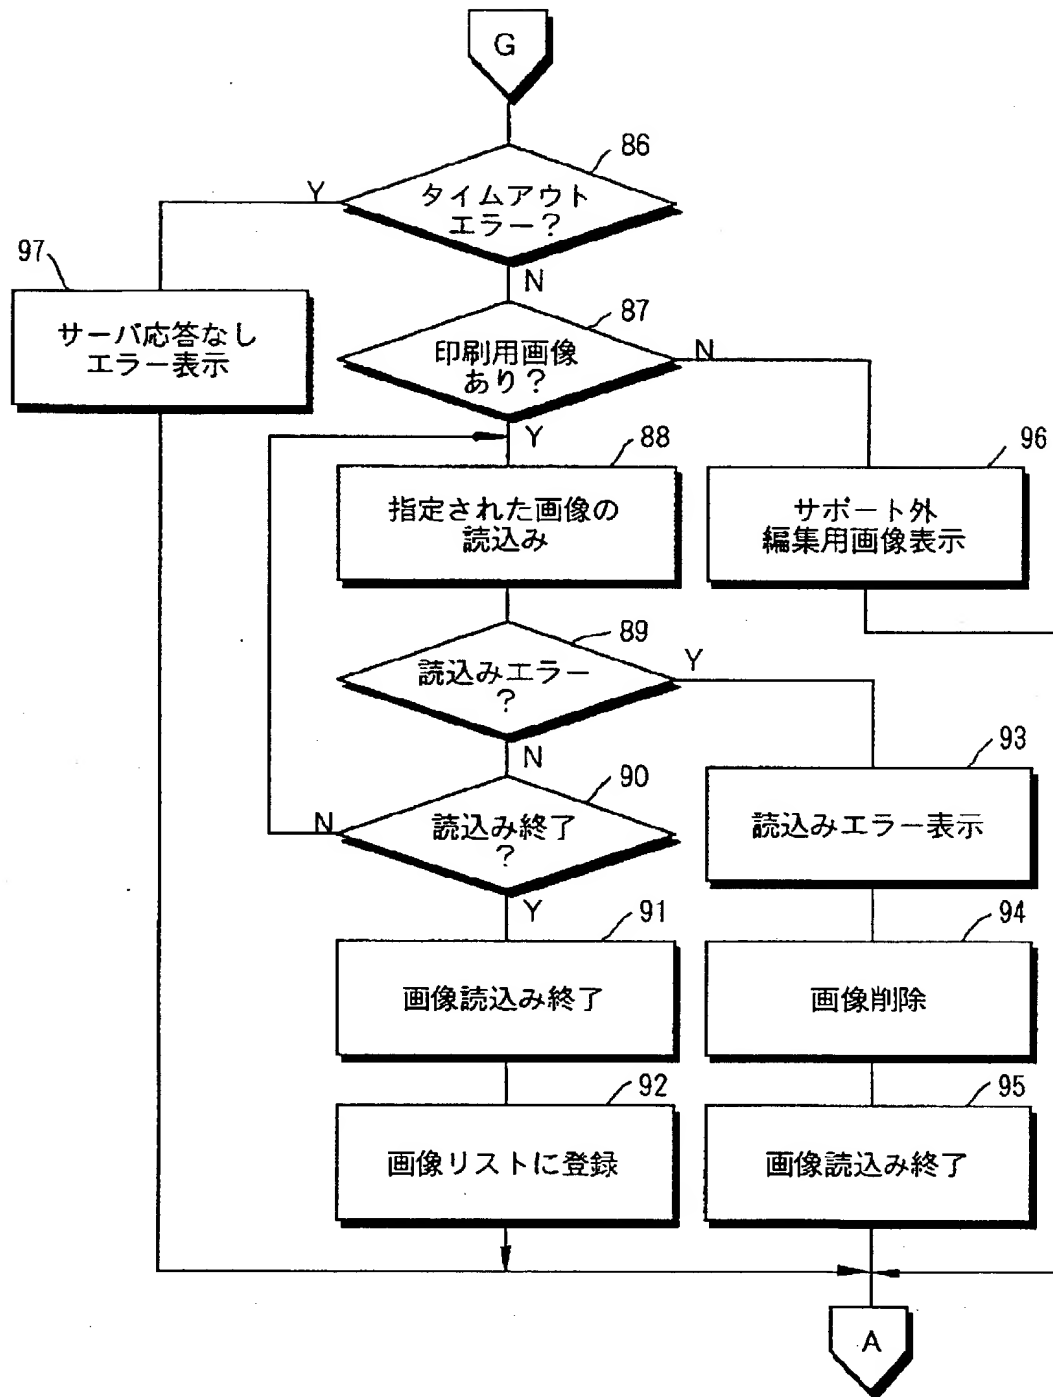 G
86
タイムアウト
エラー？
Y
N
97
サーバ応答なし
エラー表示
87
印刷用画像
あり？
N
Y
88
指定された画像の
読込み
96
サポート外
編集用画像表示
89
読込みエラー
？
Y
N
90
読込み終了
？
N
Y
93
読込みエラー表示
91
画像読込み終了
94
画像削除
92
画像リストに登録
95
画像読込み終了
A